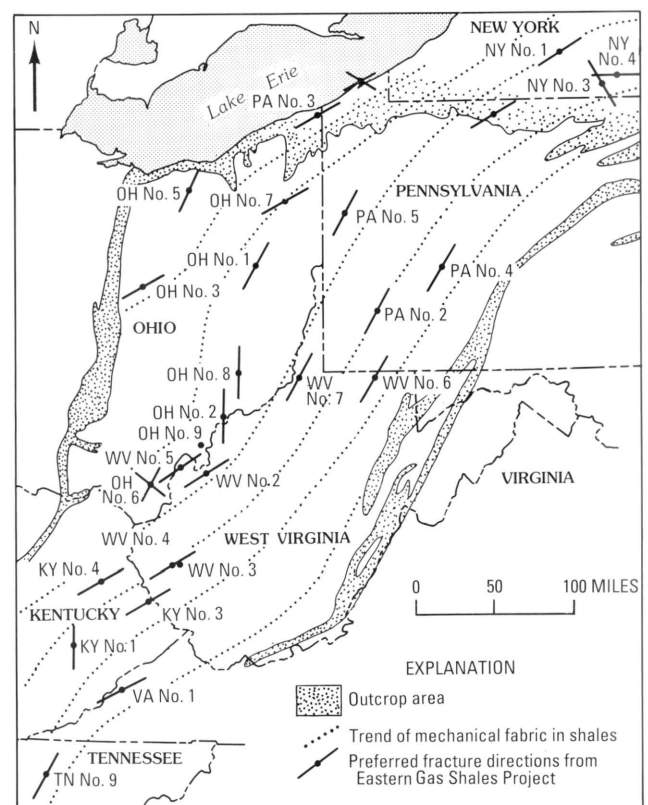 N
NEW YORK
NY No. 1
NY
No.
4
NY No. 3
Lake Erie
PA No. 3
OH No. 5
OH No. 7
PENNSYLVANIA
PA No. 5
OH No. 1
PA No. 4
OH No. 3
PA No. 2
OHIO
OH No. 8
WV
No. 7
WV No. 6
OH No. 2
OH No. 9
WV No. 5
OH
No. 6
WV No. 2
VIRGINIA
WV No. 4
WEST VIRGINIA
KY No. 4
WV No. 3
0 50 100 MILES
KENTUCKY
KY No. 3
KY No. 1
VA No. 1
EXPLANATION
Outcrop area
Trend of mechanical fabric in shales
Preferred fracture directions from
Eastern Gas Shales Project
TENNESSEE
TN No. 9